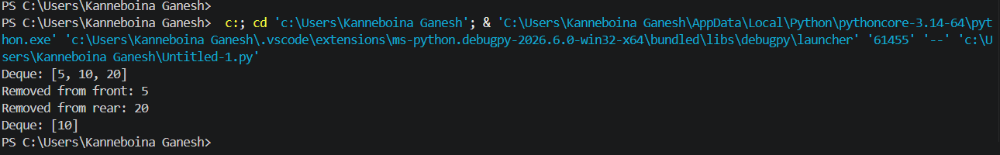 PS C:\Users\Kanneboina Ganesh>
PS C:\Users\Kanneboina Ganesh>  c:; cd 'c:\Users\Kanneboina Ganesh'; & 'C:\Users\Kanneboina Ganesh\AppData\Local\Python\pythoncore-3.14-64\pyt
hon.exe' 'c:\Users\Kanneboina Ganesh\.vscode\extensions\ms-python.debugpy-2026.6.0-win32-x64\bundled\libs\debugpy\launcher' '61455' '--' 'c:\U
sers\Kanneboina Ganesh\Untitled-1.py'
Deque: [5, 10, 20]
Removed from front: 5
Removed from rear: 20
Deque: [10]
PS C:\Users\Kanneboina Ganesh>